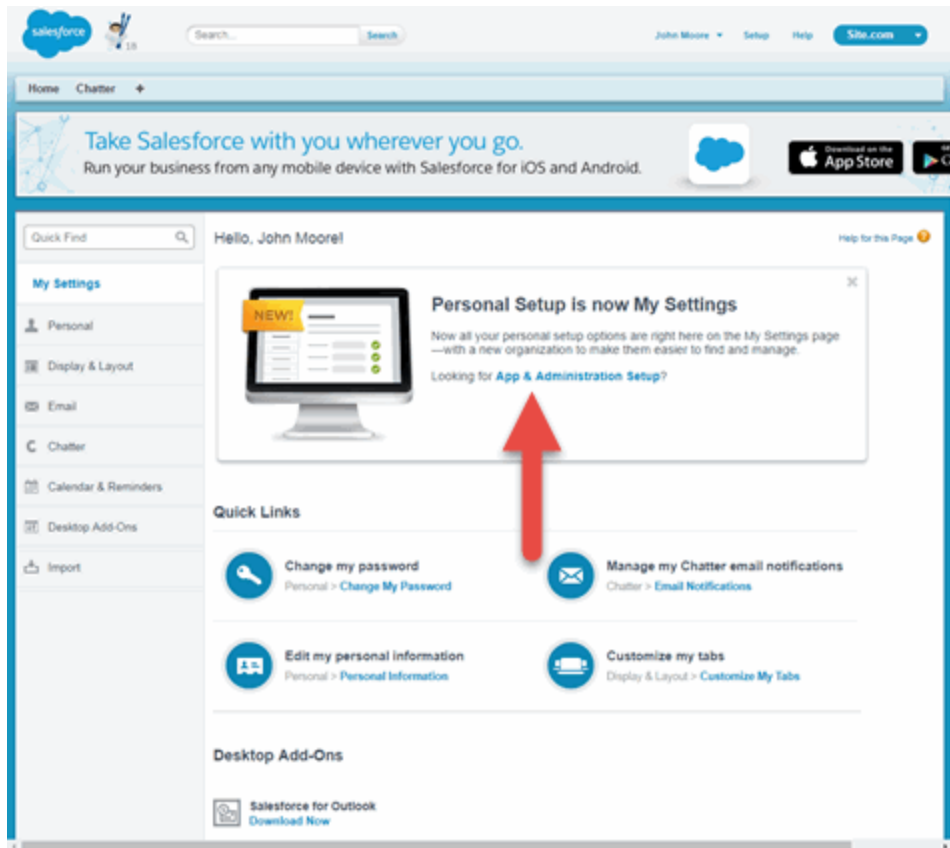 salesforce
18
Search...
Search
John Moore
Setup
Help
Site.com
Home
Chatter
+
Take Salesforce with you wherever you go.
Run your business from any mobile device with Salesforce for iOS and Android.
Download on the
App Store
Quick Find
Hello, John Moore!
Help for this Page
My Settings
Personal
Display & Layout
Email
Chatter
Calendar & Reminders
Desktop Add-Ons
Import
NEW!
Personal Setup is now My Settings
Now all your personal setup options are right here on the My Settings page
—with a new organization to make them easier to find and manage.
Looking for App & Administration Setup?
Quick Links
Change my password
Personal > Change My Password
Manage my Chatter email notifications
Chatter > Email Notifications
Edit my personal information
Personal > Personal Information
Customize my tabs
Display & Layout > Customize My Tabs
Desktop Add-Ons
Salesforce for Outlook
Download Now